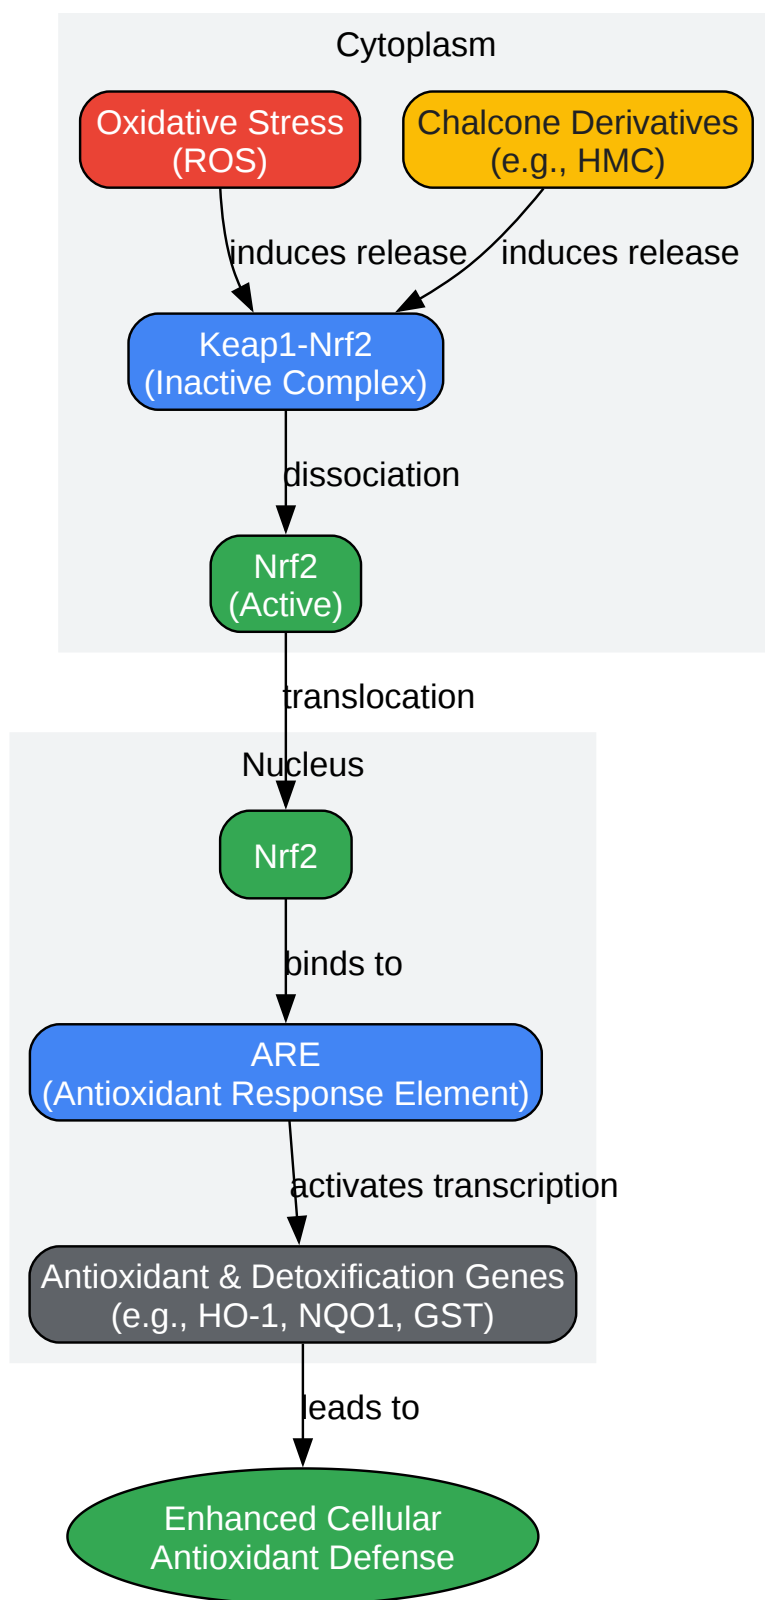 Cytoplasm
Oxidative Stress
(ROS)
Chalcone Derivatives
(e.g., HMC)
induces release
induces release
Keap1-Nrf2
(Inactive Complex)
dissociation
Nrf2
(Active)
translocation
Nucleus
Nrf2
binds to
ARE
(Antioxidant Response Element)
activates transcription
Antioxidant & Detoxification Genes
(e.g., HO-1, NQO1, GST)
leads to
Enhanced Cellular
Antioxidant Defense